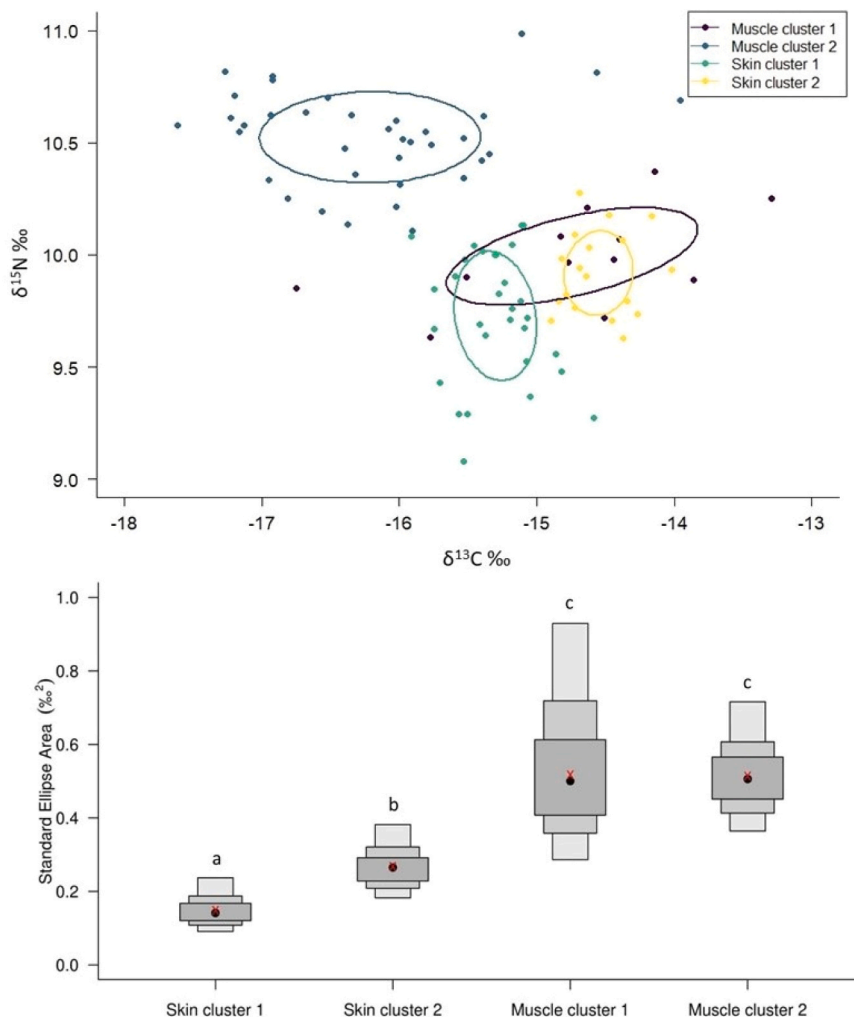 Muscle cluster 1
Muscle cluster 2
Skin cluster 1
Skin cluster 2
11.0
10.5
10.0
9.5
9.0
δ¹⁵N ‰
-18 -17 -16 -15 -14 -13
δ¹³C ‰
1.0
0.8
0.6
0.4
0.2
0.0
Standard Ellipse Area (‰²)
a
b
c
c
Skin cluster 1 Skin cluster 2 Muscle cluster 1 Muscle cluster 2